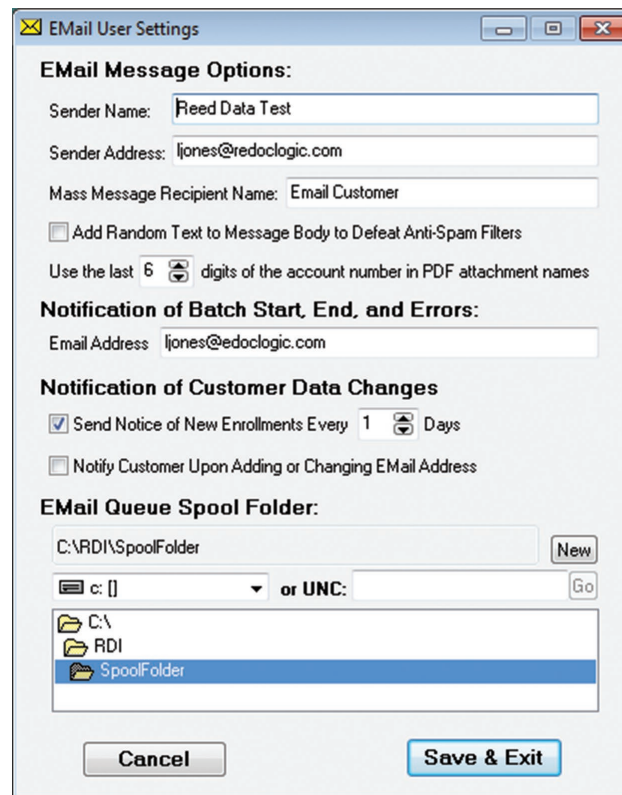 EMail User Settings
EMail Message Options:
Sender Name: Reed Data Test
Sender Address: ljones@redoclogic.com
Mass Message Recipient Name: Email Customer
Add Random Text to Message Body to Defeat Anti-Spam Filters
Use the last 6 digits of the account number in PDF attachment names
Notification of Batch Start, End, and Errors:
Email Address ljones@edoclogic.com
Notification of Customer Data Changes
Send Notice of New Enrollments Every 1 Days
Notify Customer Upon Adding or Changing EMail Address
EMail Queue Spool Folder:
C:\RDI\SpoolFolder New
c: [] or UNC: Go
C:\
RDI
SpoolFolder
Cancel Save & Exit